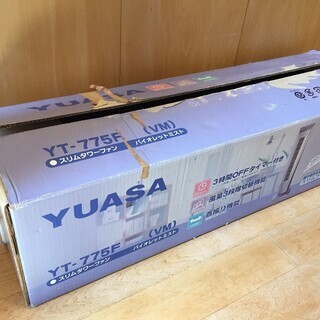 YUASA
YT-775F
(VM)
スリムタワーファン
バイオレットミスト
YUASA
3時間OFFタイマー付き
風量3段階切替機能
首振り機能
YT-775F
(VM)
スリムタワーファン
バイオレットミスト